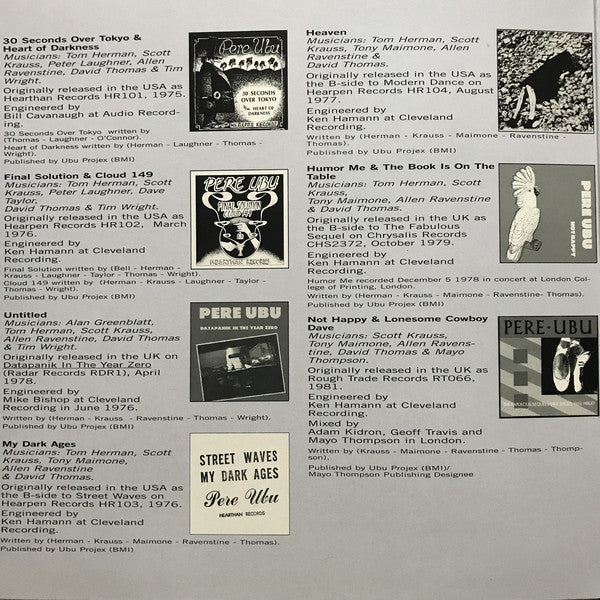 30 Seconds Over Tokyo &
Heart of Darkness
Musicians: Tom Herman, Scott
Krauss, Peter Laughner, Allen
Ravenstine, David Thomas & Tim
Wright.
Originally released in the USA as
Hearthan Records HR101, 1975.
Engineered by
Bill Cavanaugh at Audio Record-
ing.
30 Seconds Over Tokyo written by
(Thomas - Laughner - O'Connor).
Heart of Darkness written by (Herman - Laughner - Thomas -
Wright).
Published by Ubu Projex (BMI)
Pere Ubu
30 SECONDS
OVER TOKYO
HEART OF
DARKNESS
HEARPEN RECORDS
Final Solution & Cloud 149
Musicians: Tom Herman, Scott
Krauss, Peter Laughner, Dave
Taylor,
David Thomas & Tim Wright.
Originally released in the USA as
Hearpen Records HR102, March
1976.
Engineered by
Ken Hamann at Cleveland
Recording.
Final Solution written by (Bell - Herman -
Krauss - Laughner - Taylor - Thomas - Wright).
Cloud 149 written by (Herman - Krauss - Laughner - Taylor -
Thomas - Wright).
Published by Ubu Projex (BMI)
PERE UBU
FINAL SOLUTION
CLOUD 149
HEARTHAN RECORDS
Untitled
Musicians: Alan Greenblatt,
Tom Herman, Scott Krauss,
Allen Ravenstine, David Thomas
& Tim Wright.
Originally released in the UK on
Datapanik In The Year Zero
(Radar Records RDR1), April
1978.
Engineered by
Mike Bishop at Cleveland
Recording in June 1976.
Written by (Herman - Krauss - Ravenstine - Thomas - Wright).
Published by Ubu Projex (BMI)
PERE UBU
DATAPANIK IN THE YEAR ZERO
My Dark Ages
Musicians: Tom Herman, Scott
Krauss, Tony Maimone,
Allen Ravenstine
& David Thomas.
Originally released in the USA as
the B-side to Street Waves on
Hearpen Records HR103, 1976.
Engineered by
Ken Hamann at Cleveland
Recording.
Written by (Herman - Krauss - Maimone - Ravenstine - Thomas).
Published by Ubu Projex (BMI)
STREET WAVES
MY DARK AGES
Pere Ubu
HEARTHAN RECORDS
Heaven
Musicians: Tom Herman, Scott
Krauss, Tony Maimone, Allen
Ravenstine &
David Thomas.
Originally released in the USA as
the B-side to Modern Dance on
Hearpen Records HR104, August
1977.
Engineered by
Ken Hamann at Cleveland
Recording.
Written by (Herman - Krauss - Maimone - Ravenstine -
Thomas).
Published by Ubu Projex (BMI)
Humor Me & The Book Is On The
Table
Musicians: Tom Herman, Scott
Krauss,
Tony Maimone, Allen Ravenstine
& David Thomas.
Originally released in the UK as
the B-side to The Fabulous
Sequel on Chrysalis Records
CHS2372, October 1979.
Engineered by
Ken Hamann at Cleveland
Recording.
Humor Me recorded December 5 1978 in concert at London Col-
lege of Printing, London.
Written by (Herman - Krauss - Maimone - Ravenstine- Thomas).
Published by Ubu Projex (BMI)
PERE UBU
NOT HAPPY
Not Happy & Lonesome Cowboy
Dave
Musicians: Scott Krauss,
Tony Maimone, Allen Ravens-
tine, David Thomas & Mayo
Thompson.
Originally released in the UK as
Rough Trade Records RT066,
1981.
Engineered by
Ken Hamann at Cleveland
Recording.
Mixed by
Adam Kidron, Geoff Travis and
Mayo Thompson in London.
Written by (Krauss - Maimone - Ravenstine - Thomas - Thomp-
son).
Published by Ubu Projex (BMI)/
Mayo Thompson Publishing Designee
PERE·UBU